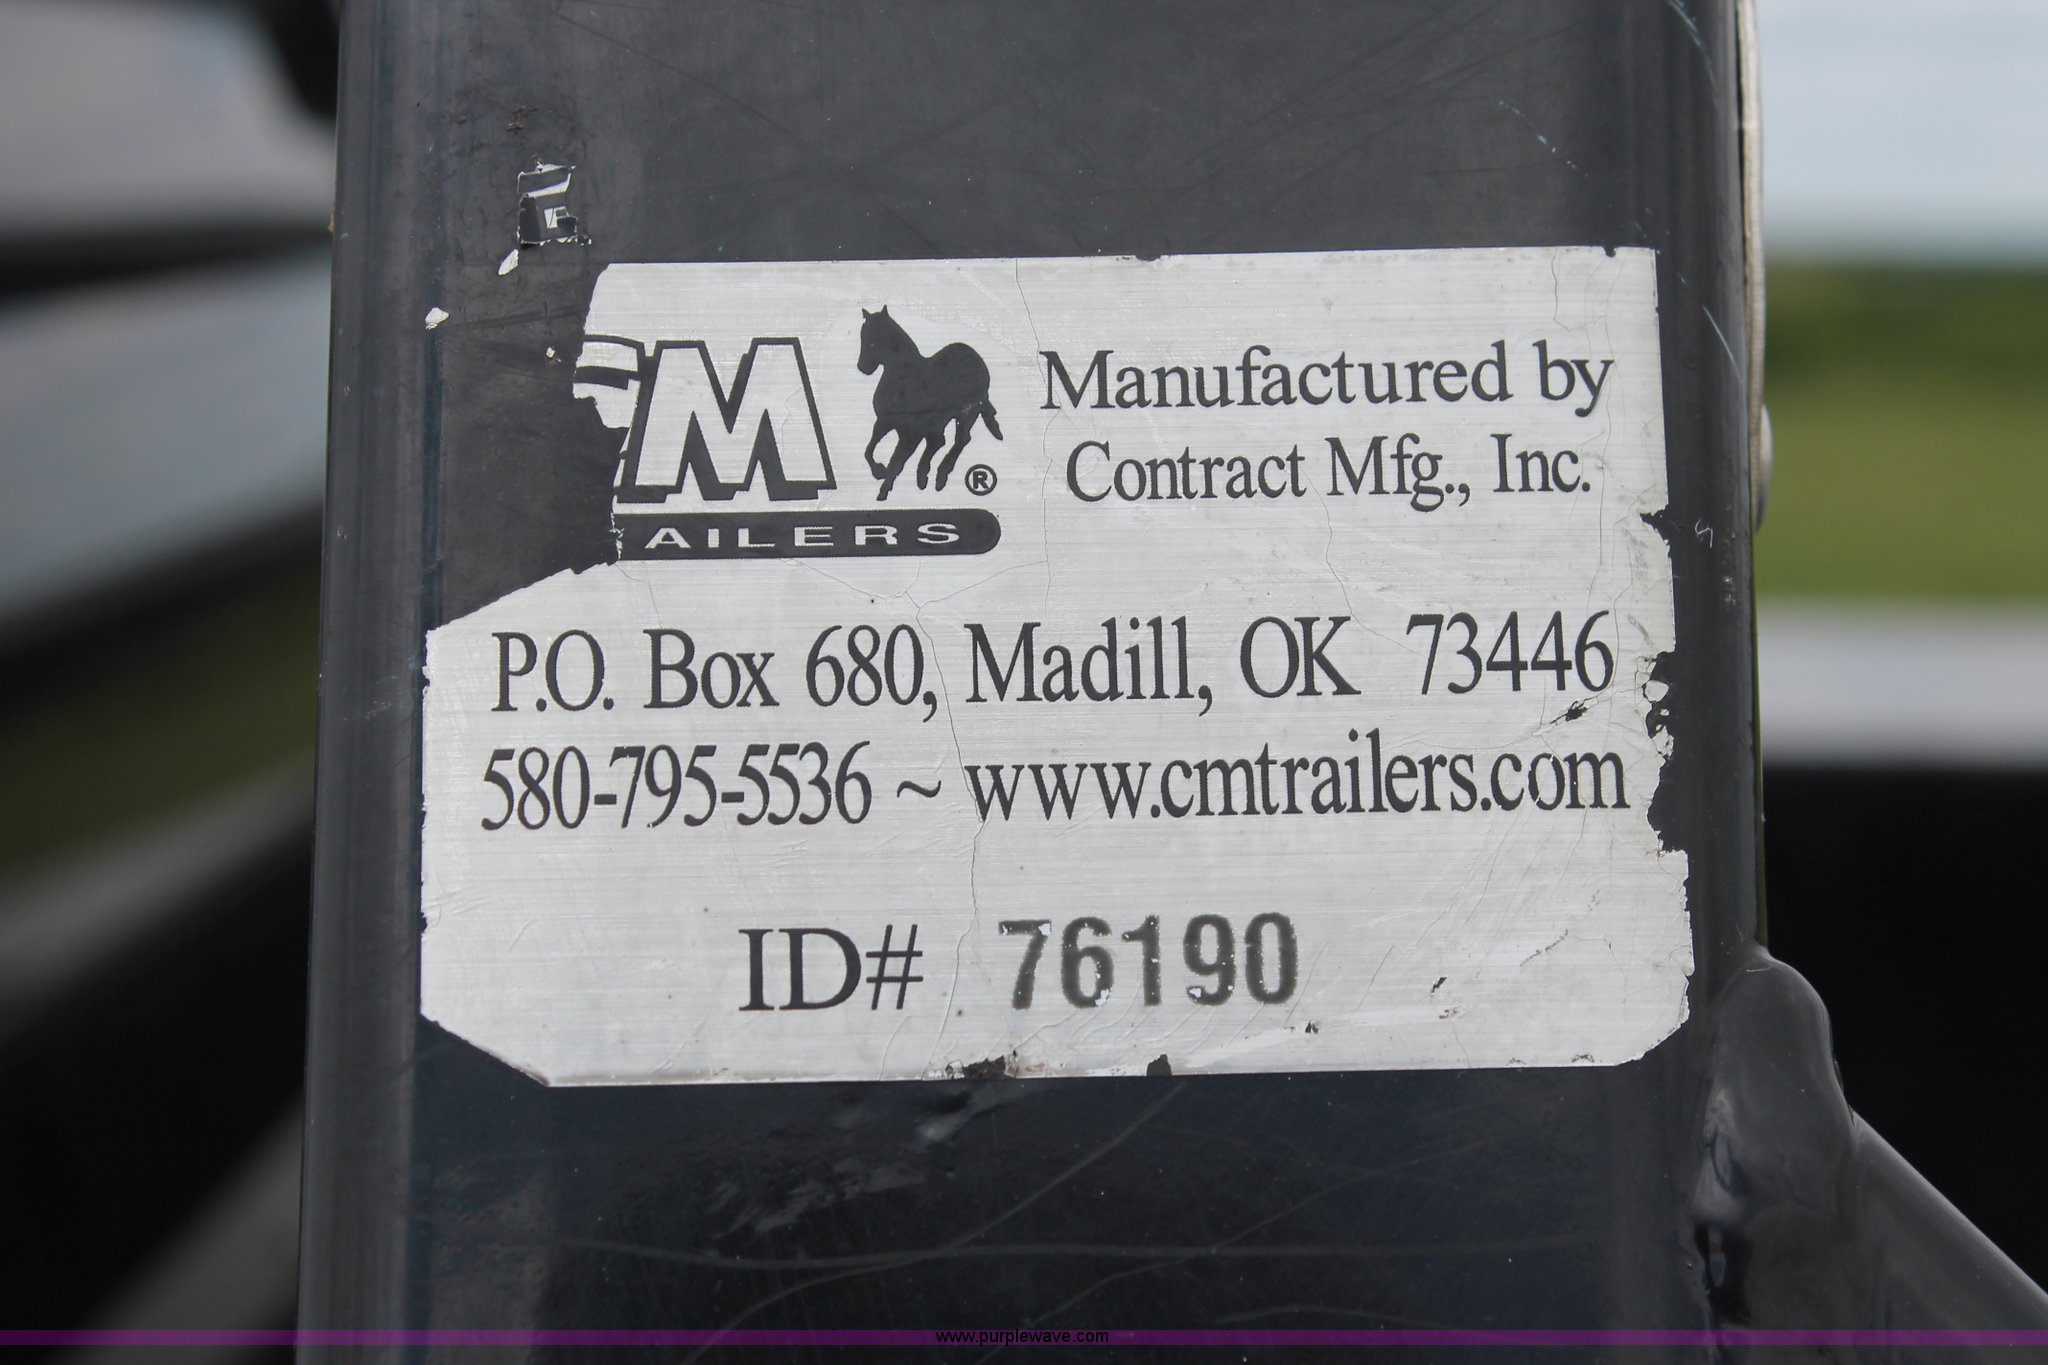 F
M ®
AILERS
Manufactured by
Contract Mfg., Inc.
P.O. Box 680, Madill, OK 73446
580-795-5536 ~ www.cmtrailers.com
ID# 76190
www.purplewave.com